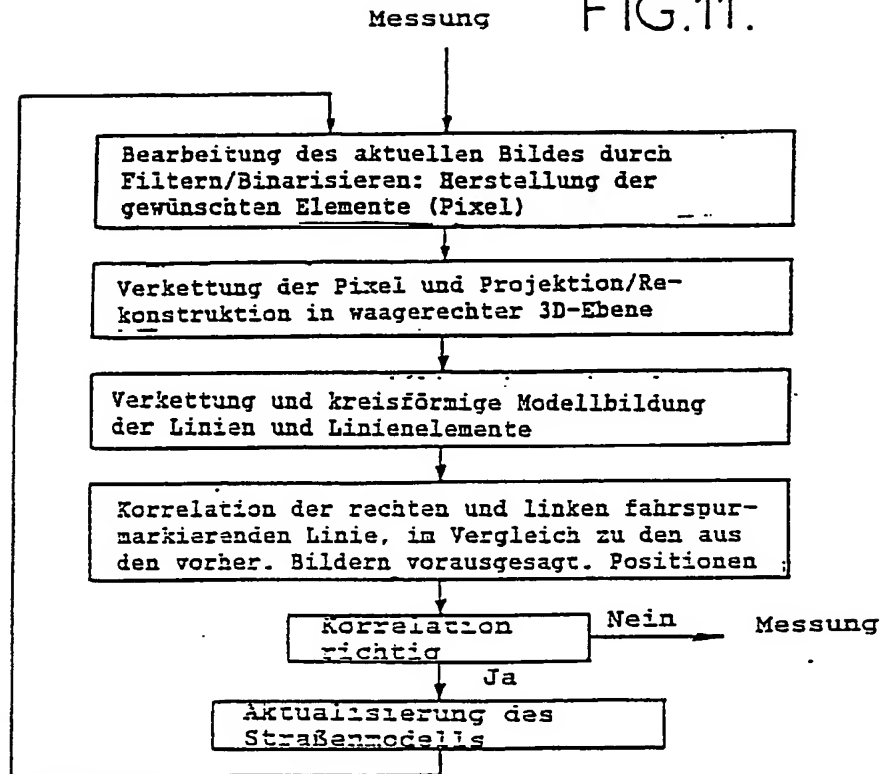 Messung FIG.11.
Bearbeitung des aktuellen Bildes durch
Filtern/Binarisieren: Herstellung der
gewünschten Elemente (Pixel)
Verkettung der Pixel und Projektion/Re-
konstruktion in waagerechter 3D-Ebene
Verkettung und kreisförmige Modellbildung
der Linien und Linienelemente
Korrelation der rechten und linken fahrspur-
markierenden Linie, im Vergleich zu den aus
den vorher. Bildern vorausgesagt. Positionen
Korrelation
richtig
Nein
Messung
Ja
Aktualisierung des
Straßenmodells